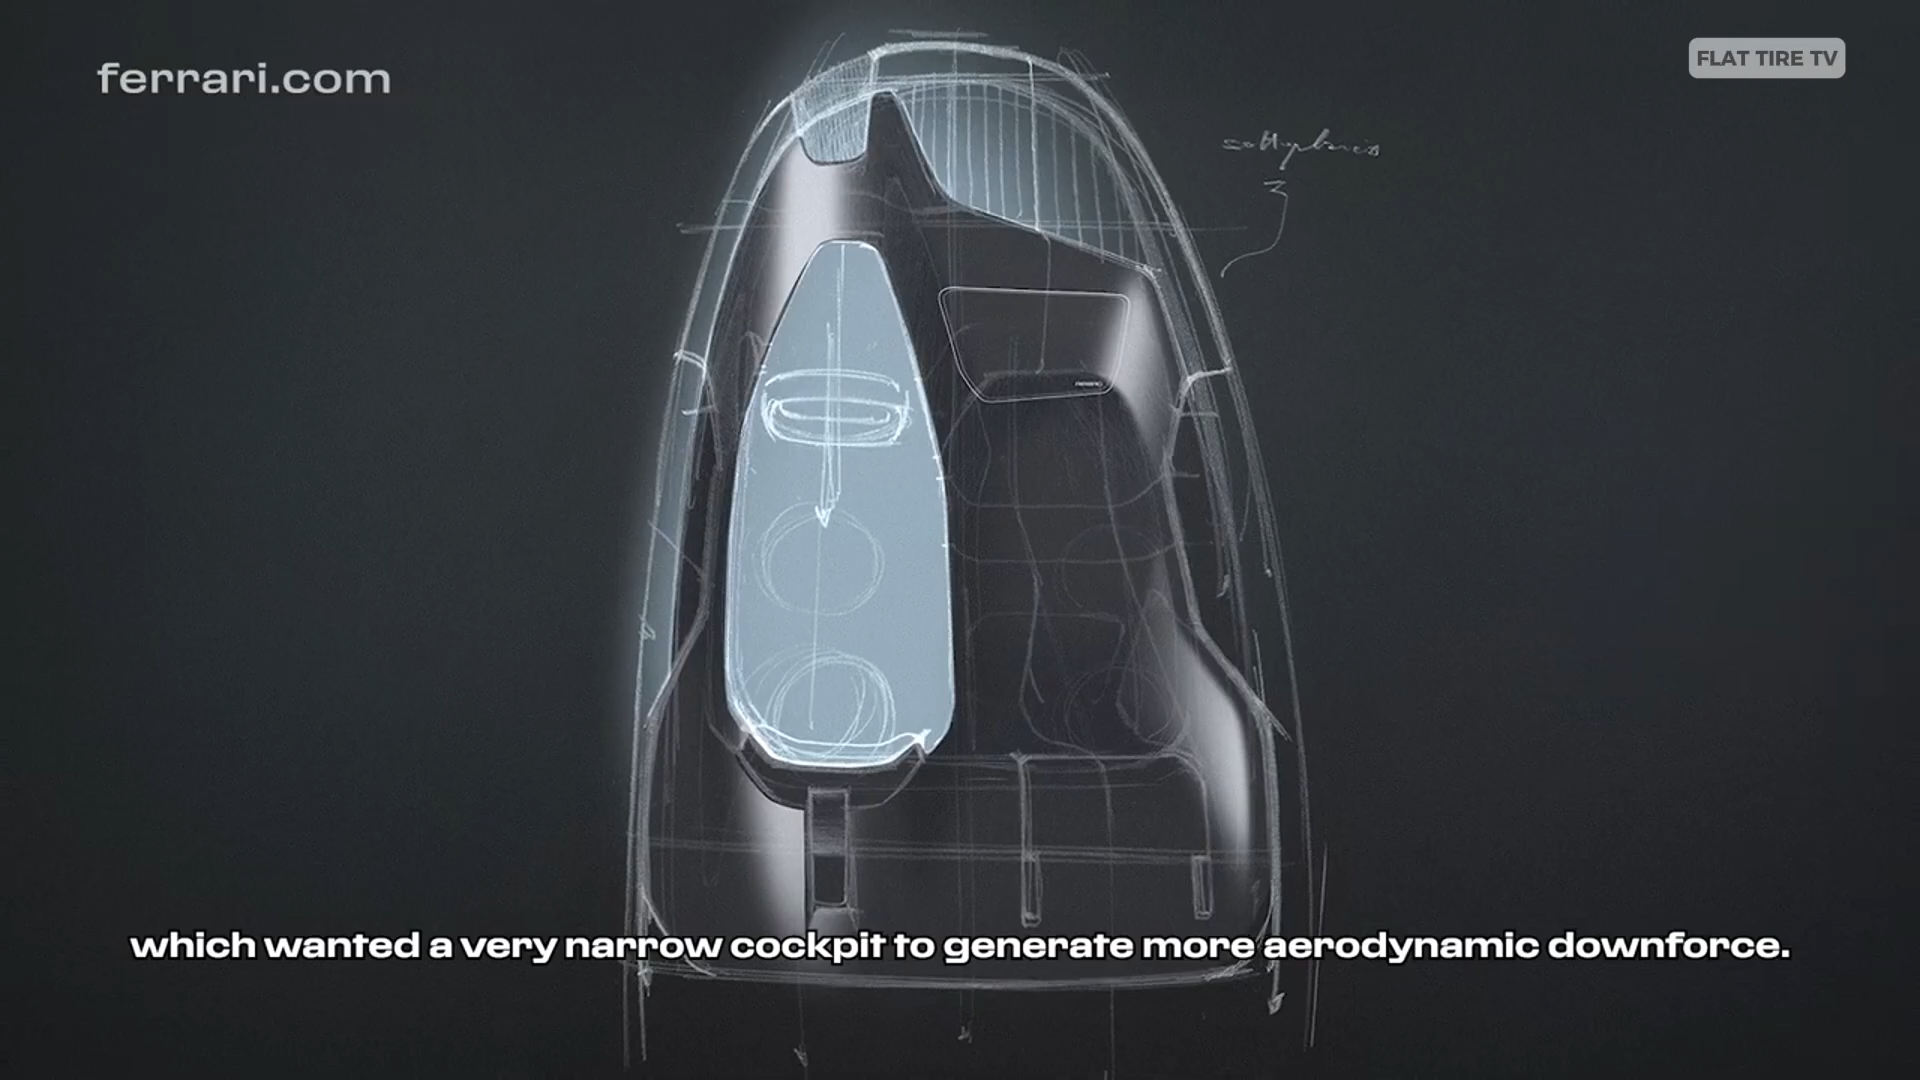 ferrari.com
FLAT TIRE TV
which wanted a very narrow cockpit to generate more aerodynamic downforce.